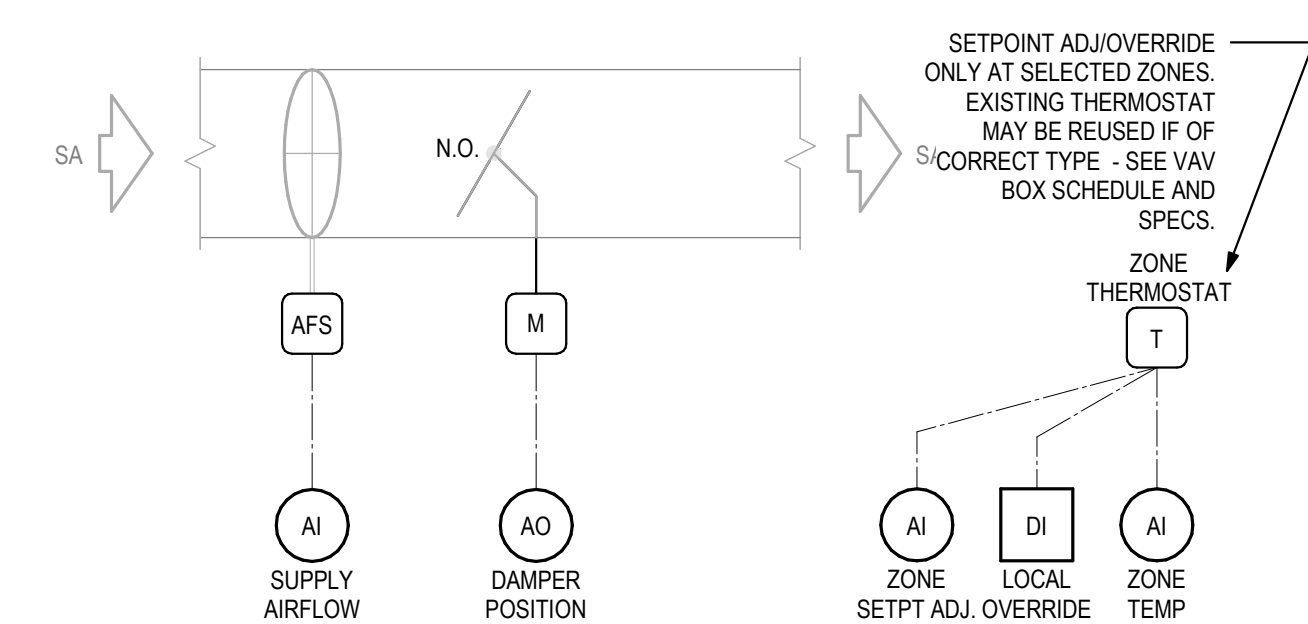 SETPOINT ADJ/OVERRIDE
ONLY AT SELECTED ZONES.
EXISTING THERMOSTAT
MAY BE REUSED IF OF
CORRECT TYPE - SEE VAV
BOX SCHEDULE AND
SPECS.
SA
N.O.
SA
ZONE
THERMOSTAT
AFS
M
T
AI
AO
AI
DI
AI
SUPPLY
AIRFLOW
DAMPER
POSITION
ZONE
SETPT ADJ.
LOCAL
OVERRIDE
ZONE
TEMP